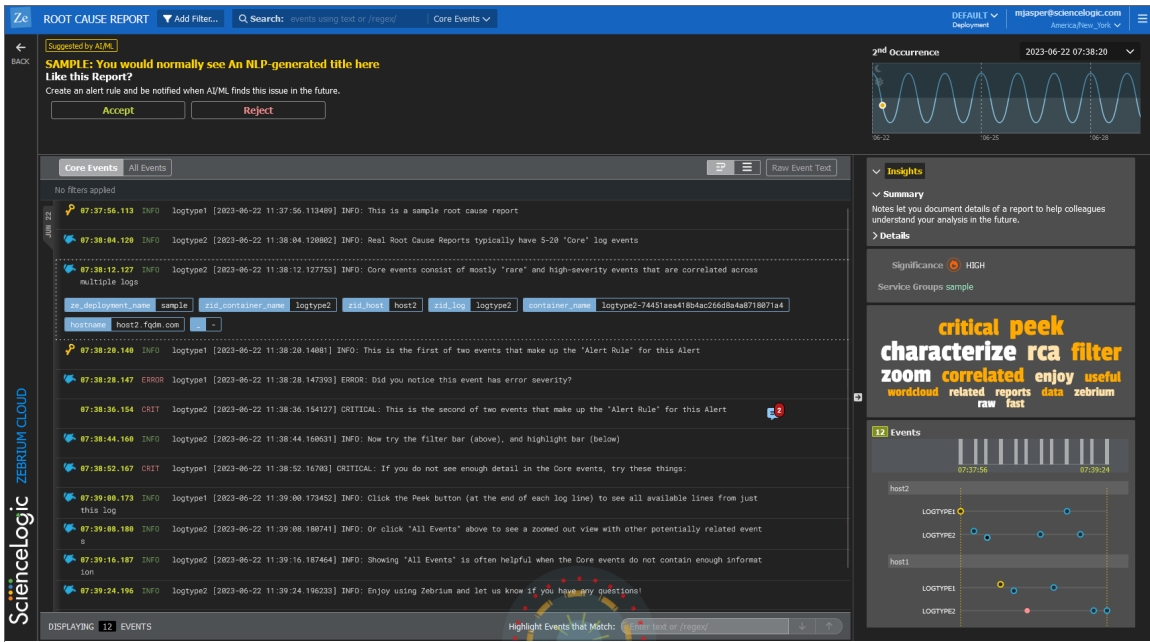 Ze ROOT CAUSE REPORT Add Filter... Search: events using text or /regex/ Core Events DEFAULT mjasper@sciencelogic.com
Deployment America/New_York
BACK
Suggested by AI/ML
SAMPLE: You would normally see An NLP-generated title here
Like this Report?
Create an alert rule and be notified when AI/ML finds this issue in the future.
Accept Reject
2nd Occurrence 2023-06-22 07:38:20
06-22 06-25 06-28
Core Events All Events Raw Event Text
No filters applied
JUN 22
07:37:56.113 INFO logtype1 [2023-06-22 11:37:56.113489] INFO: This is a sample root cause report
07:38:04.120 INFO logtype2 [2023-06-22 11:38:04.120802] INFO: Real Root Cause Reports typically have 5-20 "Core" log events
07:38:12.127 INFO logtype2 [2023-06-22 11:38:12.127753] INFO: Core events consist of mostly "rare" and high-severity events that are correlated across
multiple logs
ze_deployment_name sample zid_container_name logtype2 zid_host host2 zid_log logtype2 container_name logtype2-74451aea418b4ac266d8a4a8718071a4
hostname host2.fqdm.com _ -
07:38:20.140 INFO logtype1 [2023-06-22 11:38:20.14081] INFO: This is the first of two events that make up the "Alert Rule" for this Alert
07:38:28.147 ERROR logtype1 [2023-06-22 11:38:28.147393] ERROR: Did you notice this event has error severity?
07:38:36.154 CRIT logtype2 [2023-06-22 11:38:36.154127] CRITICAL: This is the second of two events that make up the "Alert Rule" for this Alert 2
07:38:44.160 INFO logtype2 [2023-06-22 11:38:44.160631] INFO: Now try the filter bar (above), and highlight bar (below)
07:38:52.167 CRIT logtype1 [2023-06-22 11:38:52.16703] CRITICAL: If you do not see enough detail in the Core events, try these things:
07:39:00.173 INFO logtype1 [2023-06-22 11:39:00.173452] INFO: Click the Peek button (at the end of each log line) to see all available lines from just
this log
07:39:08.180 INFO logtype2 [2023-06-22 11:39:08.180741] INFO: Or click "All Events" above to see a zoomed out view with other potentially related event
s
07:39:16.187 INFO logtype2 [2023-06-22 11:39:16.187464] INFO: Showing "All Events" is often helpful when the Core events do not contain enough informat
ion
07:39:24.196 INFO logtype2 [2023-06-22 11:39:24.196233] INFO: Enjoy using Zebrium and let us know if you have any questions!
DISPLAYING 12 EVENTS Highlight Events that Match: Enter text or /regex/
ScienceLogic ZEBRIUM CLOUD
Insights
Summary
Notes let you document details of a report to help colleagues
understand your analysis in the future.
Details
Significance HIGH
Service Groups sample
critical peek
characterize rca filter
zoom correlated enjoy useful
wordcloud related reports data zebrium
raw fast
12 Events
07:37:56 07:39:24
host2
LOGTYPE1
LOGTYPE2
host1
LOGTYPE1
LOGTYPE2